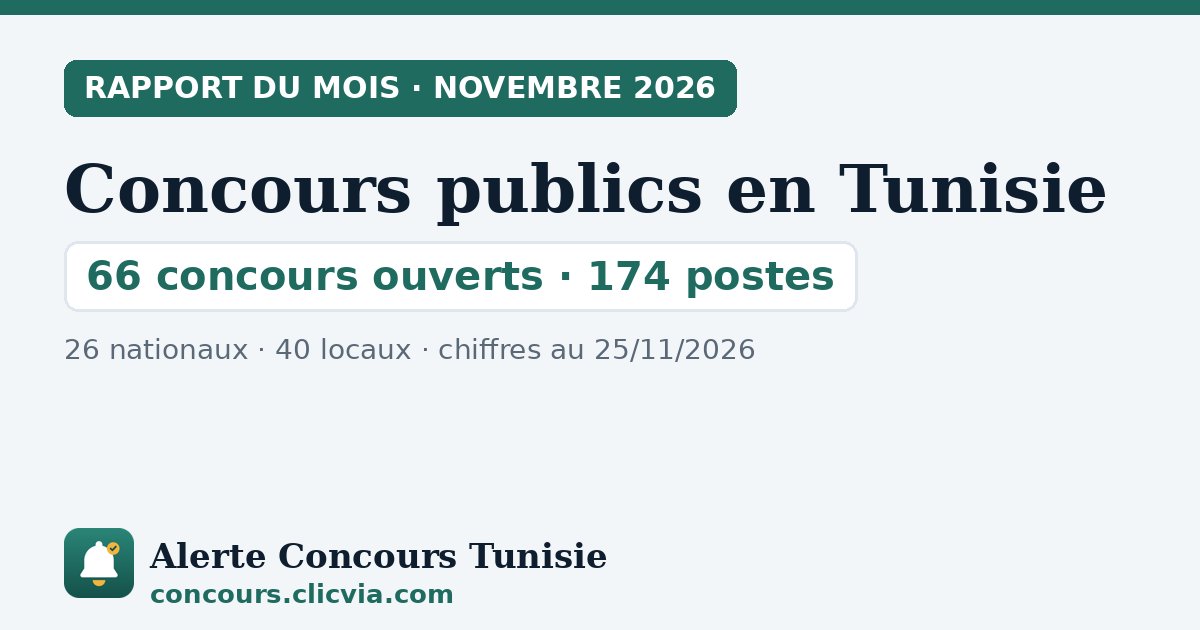 RAPPORT DU MOIS · NOVEMBRE 2026
Concours publics en Tunisie
66 concours ouverts · 174 postes
26 nationaux · 40 locaux · chiffres au 25/11/2026
Alerte Concours Tunisie
concours.clicvia.com